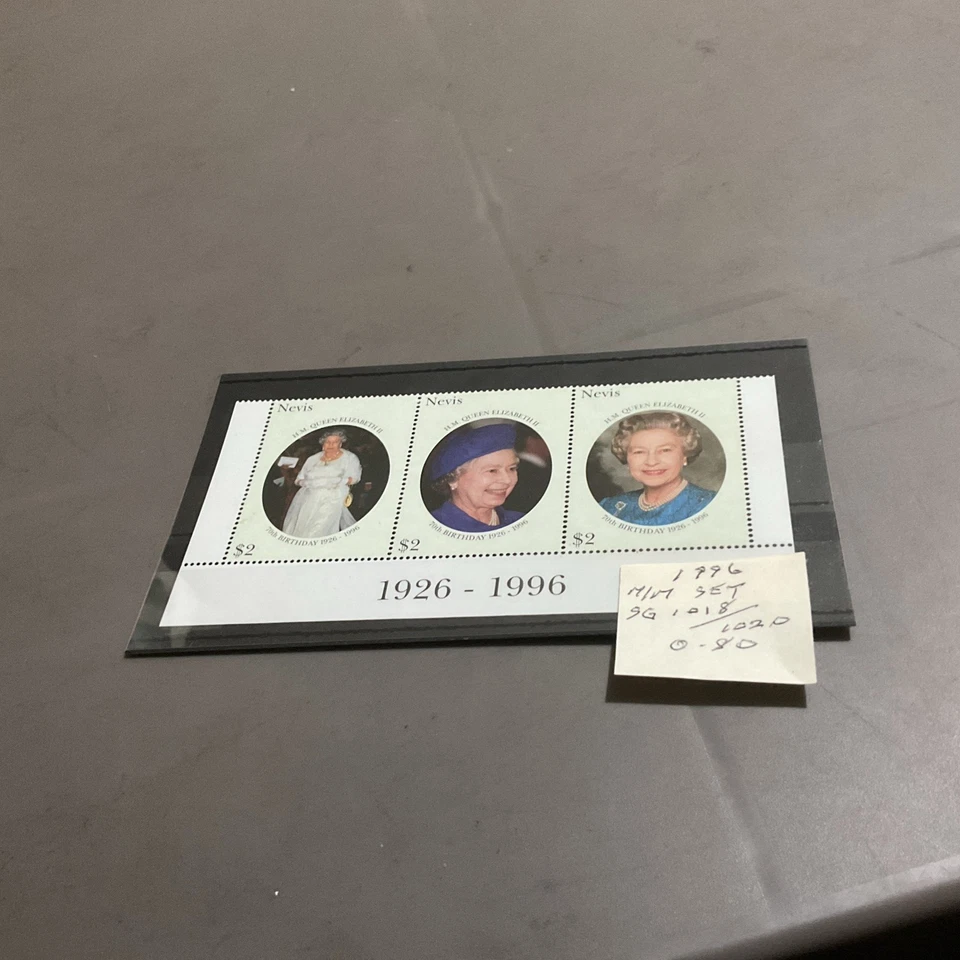 Nevis
H.M. QUEEN ELIZABETH II
70th BIRTHDAY 1926 - 1996
$2
Nevis
H.M. QUEEN ELIZABETH II
70th BIRTHDAY 1926 - 1996
$2
Nevis
H.M. QUEEN ELIZABETH II
70th BIRTHDAY 1926 - 1996
$2
1926 - 1996
1996
M/M SET
SG 1018/
1020
0-80